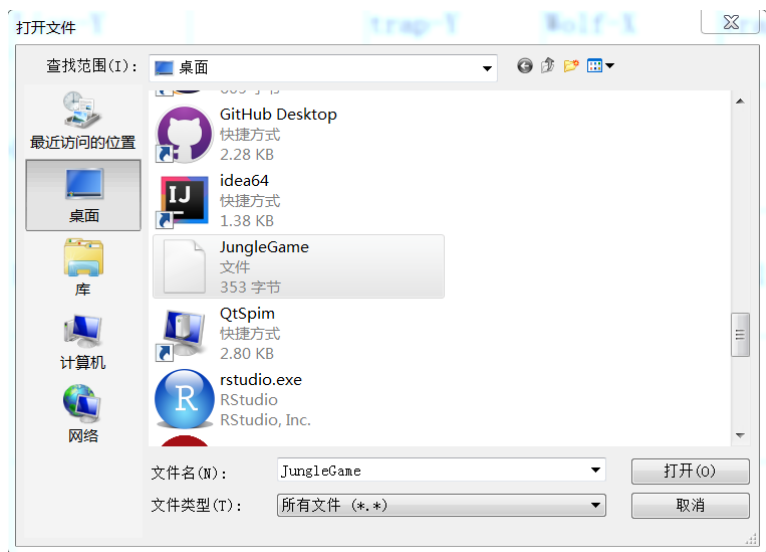 trap-Y
Wolf-X
打开文件
查找范围(I):
桌面
最近访问的位置
桌面
库
计算机
网络
GitHub Desktop
快捷方式
2.28 KB
idea64
快捷方式
1.38 KB
JungleGame
文件
353 字节
QtSpim
快捷方式
2.80 KB
rstudio.exe
RStudio
RStudio, Inc.
文件名(N):
JungleGame
打开(O)
文件类型(T):
所有文件 (*.*)
取消